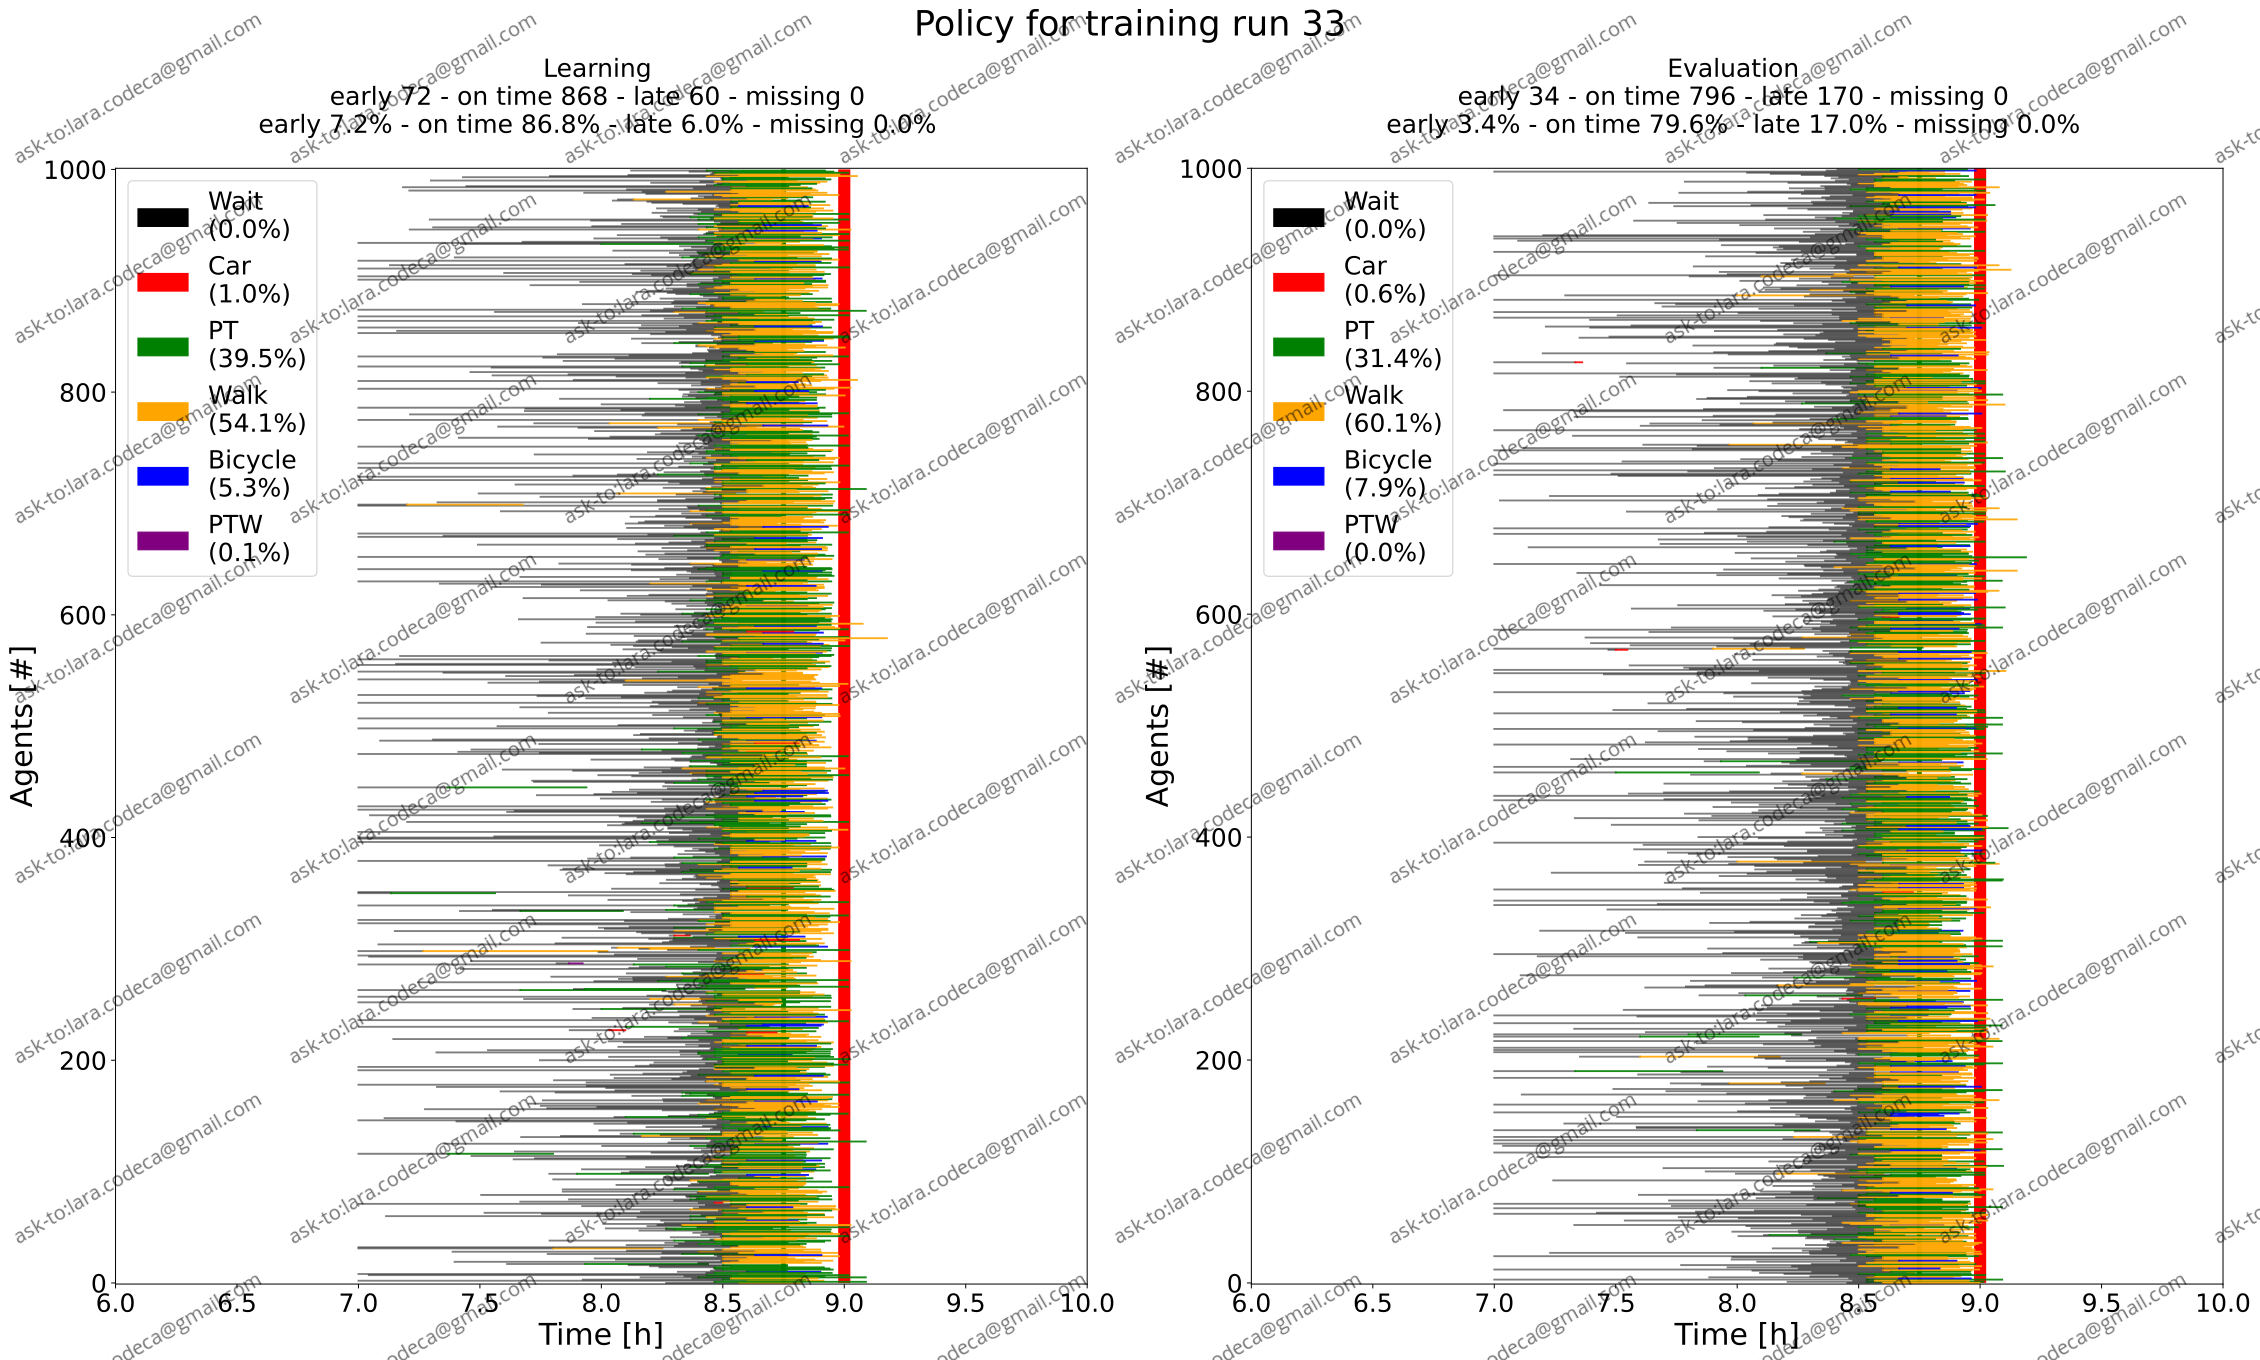 Policy for training run 33
Learning
early 72 - on time 868 - late 60 - missing 0
early 7.2% - on time 86.8% - late 6.0% - missing 0.0%
1000
800
600
400
200
0
Agents [#]
Wait
(0.0%)
Car
(1.0%)
PT
(39.5%)
Walk
(54.1%)
Bicycle
(5.3%)
PTW
(0.1%)
6.0 6.5 7.0 7.5 8.0 8.5 9.0 9.5 10.0
Time [h]
Evaluation
early 34 - on time 796 - late 170 - missing 0
early 3.4% - on time 79.6% - late 17.0% - missing 0.0%
1000
800
600
400
200
0
Agents [#]
Wait
(0.0%)
Car
(0.6%)
PT
(31.4%)
Walk
(60.1%)
Bicycle
(7.9%)
PTW
(0.0%)
6.0 6.5 7.0 7.5 8.0 8.5 9.0 9.5 10.0
Time [h]
ask-to:lara.codeca@gmail.com